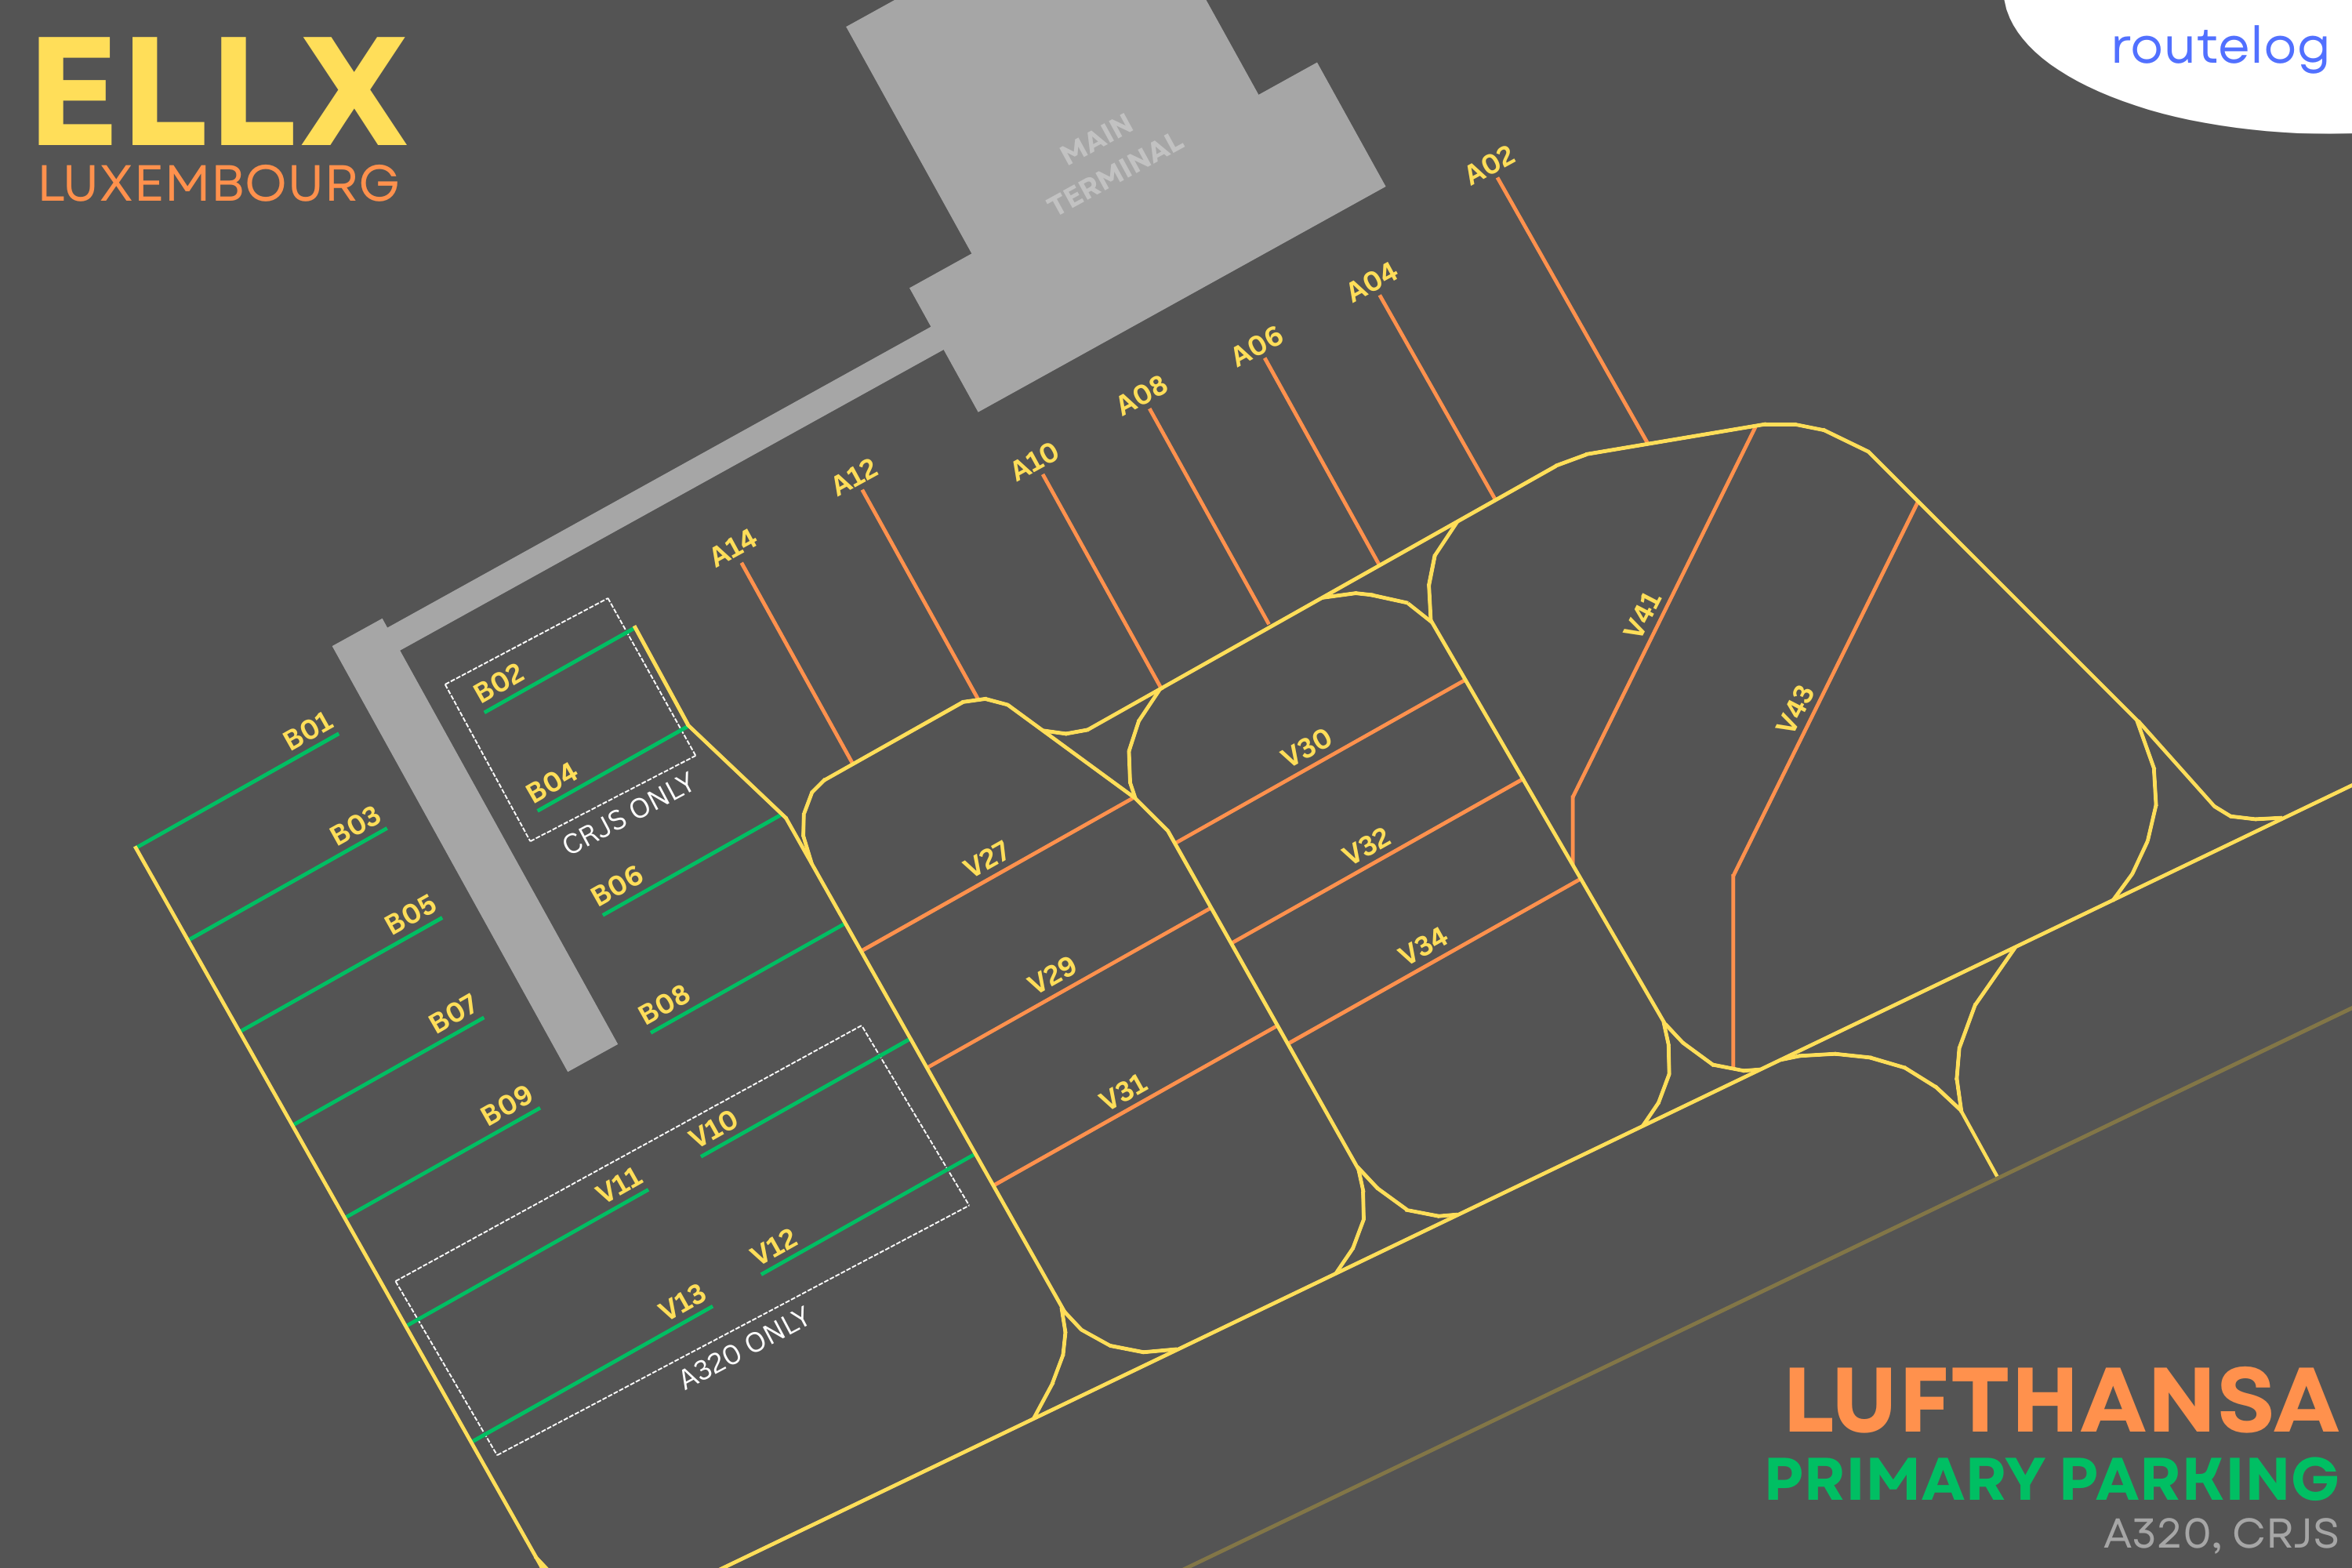 ELLX
LUXEMBOURG
routelog
MAIN
TERMINAL
A02
A04
A06
A08
A10
A12
A14
B02
B04
CRJS ONLY
B01
B03
B05
B07
B09
B06
B08
V10
V11
V12
V13
A320 ONLY
V27
V29
V31
V30
V32
V34
V41
V43
LUFTHANSA
PRIMARY PARKING
A320, CRJS